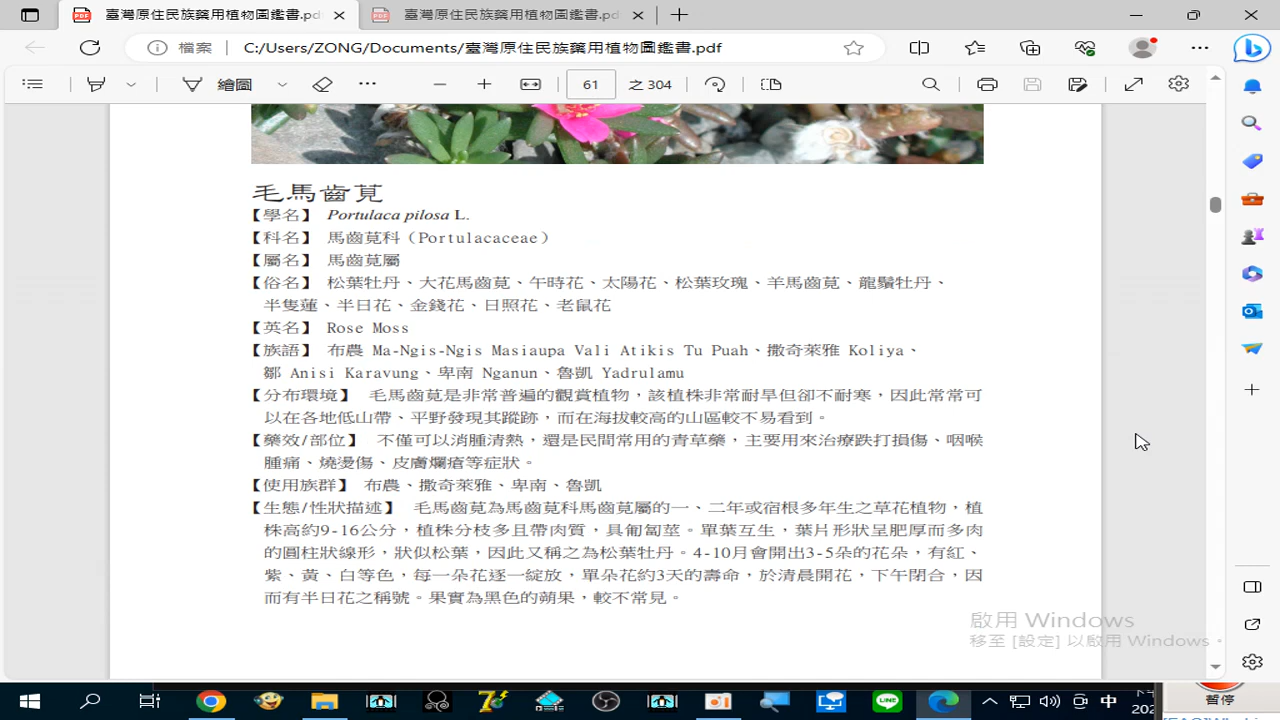 臺灣原住民族藥用植物圖鑑書.pdf
臺灣原住民族藥用植物圖鑑書.pdf
檔案
C:/Users/ZONG/Documents/臺灣原住民族藥用植物圖鑑書.pdf
繪圖
61
之 304
毛馬齒莧
【學名】 Portulaca pilosa L.
【科名】 馬齒莧科（Portulacaceae）
【屬名】 馬齒莧屬
【俗名】 松葉牡丹、大花馬齒莧、午時花、太陽花、松葉玫瑰、羊馬齒莧、龍鬚牡丹、
半隻蓮、半日花、金錢花、日照花、老鼠花
【英名】 Rose Moss
【族語】 布農 Ma-Ngis-Ngis Masiaupa Vali Atikis Tu Puah、撒奇萊雅 Koliya、
鄒 Anisi Karavung、卑南 Nganun、魯凱 Yadrulamu
【分布環境】 毛馬齒莧是非常普遍的觀賞植物，該植株非常耐旱但卻不耐寒，因此常常可
以在各地低山帶、平野發現其蹤跡，而在海拔較高的山區較不易看到。
【藥效/部位】 不僅可以消腫清熱，還是民間常用的青草藥，主要用來治療跌打損傷、咽喉
腫痛、燒燙傷、皮膚爛瘡等症狀。
【使用族群】 布農、撒奇萊雅、卑南、魯凱
【生態/性狀描述】 毛馬齒莧為馬齒莧科馬齒莧屬的一、二年或宿根多年生之草花植物，植
株高約9-16公分，植株分枝多且帶肉質，具匍匐莖。單葉互生，葉片形狀呈肥厚而多肉
的圓柱狀線形，狀似松葉，因此又稱之為松葉牡丹。4-10月會開出3-5朵的花朵，有紅、
紫、黃、白等色，每一朵花逐一綻放，單朵花約3天的壽命，於清晨開花，下午閉合，因
而有半日花之稱號。果實為黑色的蒴果，較不常見。
啟用 Windows
移至 [設定] 以啟用 Windows。
中
暫停